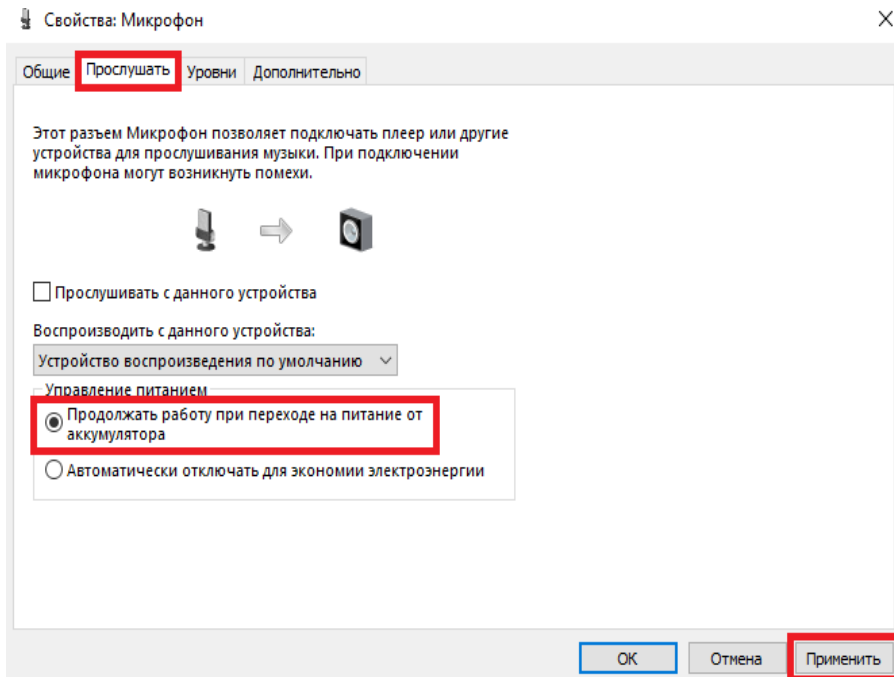 Свойства: Микрофон
Общие Прослушать Уровни Дополнительно
Этот разъем Микрофон позволяет подключать плеер или другие
устройства для прослушивания музыки. При подключении
микрофона могут возникнуть помехи.
Прослушивать с данного устройства
Воспроизводить с данного устройства:
Устройство воспроизведения по умолчанию
Управление питанием
Продолжать работу при переходе на питание от
аккумулятора
Автоматически отключать для экономии электроэнергии
ОК Отмена Применить